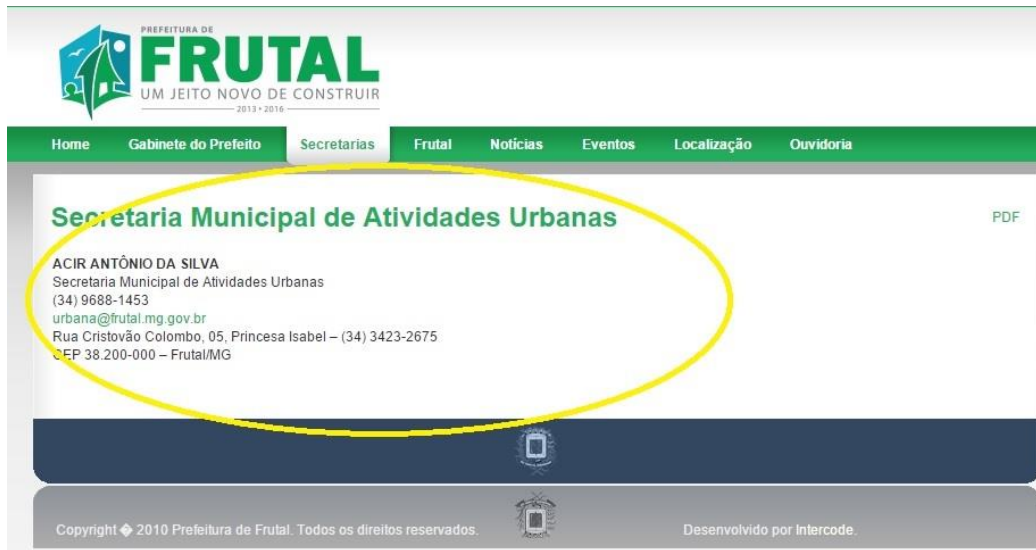 PREFEITURA DE
FRUTAL
UM JEITO NOVO DE CONSTRUIR
2013 • 2016
Home Gabinete do Prefeito Secretarias Frutal Notícias Eventos Localização Ouvidoria
Secretaria Municipal de Atividades Urbanas PDF
ACIR ANTÔNIO DA SILVA
Secretaria Municipal de Atividades Urbanas
(34) 9688-1453
urbana@frutal.mg.gov.br
Rua Cristovão Colombo, 05, Princesa Isabel – (34) 3423-2675
CEP 38.200-000 – Frutal/MG
Copyright � 2010 Prefeitura de Frutal. Todos os direitos reservados. Desenvolvido por Intercode.